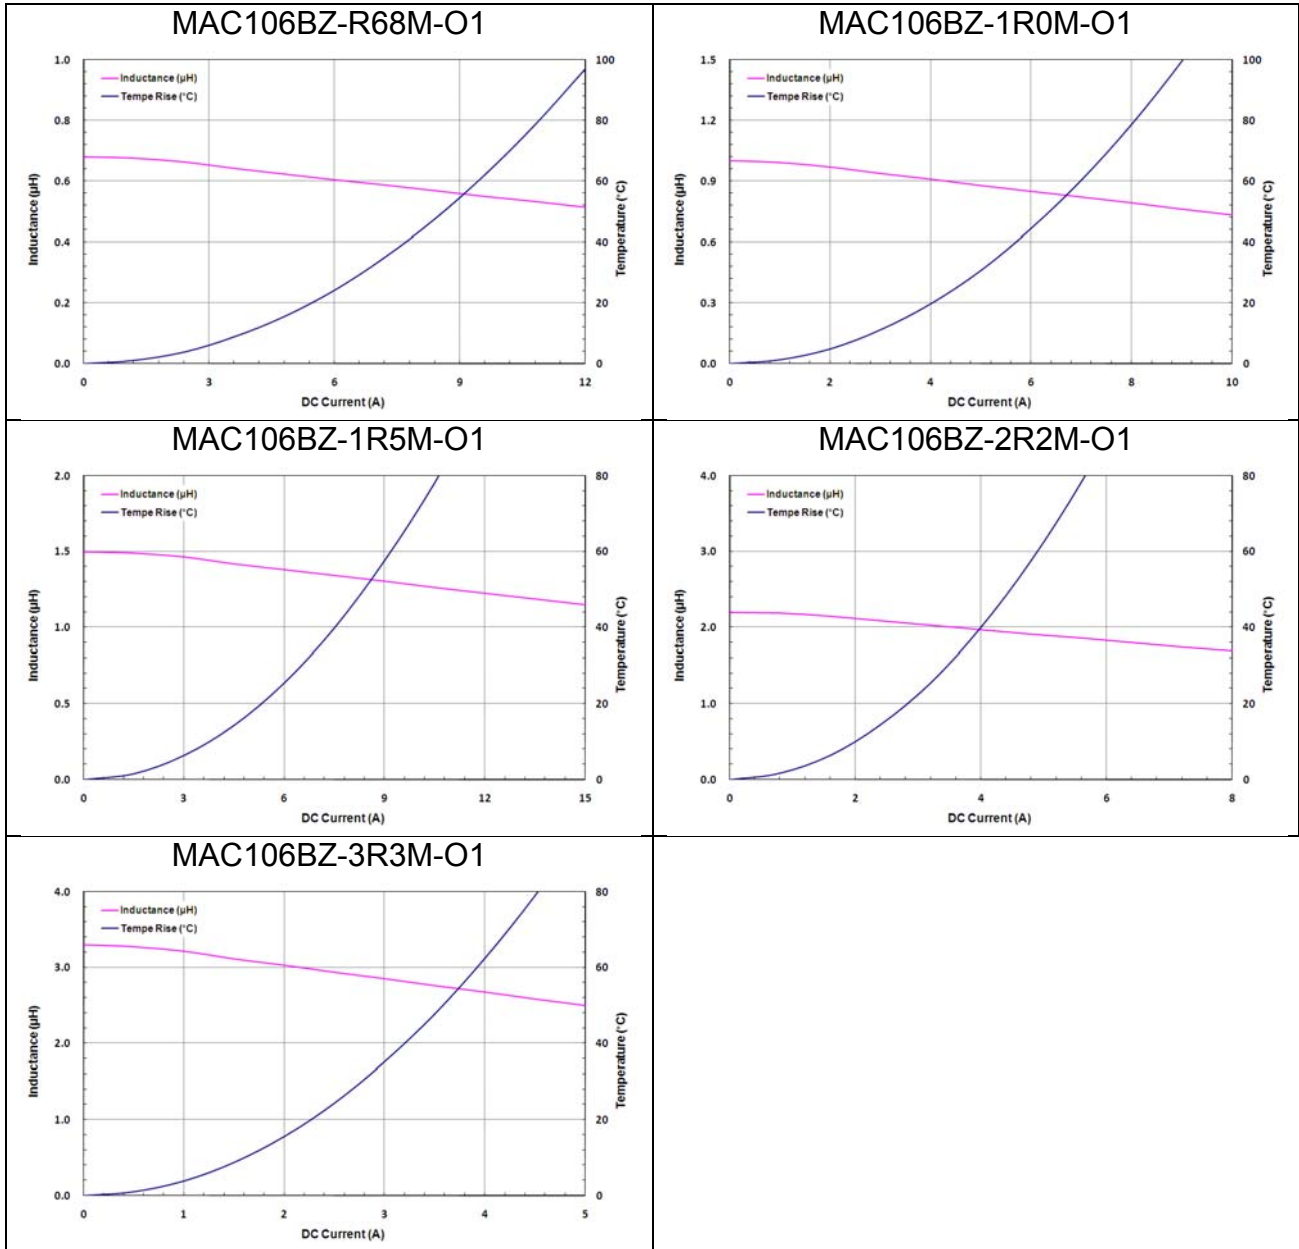 MAC106BZ-R68M-O1
Inductance (µH)
Tempe Rise (°C)
1.0
0.8
0.6
0.4
0.2
0.0
Inductance (µH)
100
80
60
40
20
0
Temperature (°C)
0 3 6 9 12
DC Current (A)
MAC106BZ-1R0M-O1
Inductance (µH)
Tempe Rise (°C)
1.5
1.2
0.9
0.6
0.3
0.0
Inductance (µH)
100
80
60
40
20
0
Temperature (°C)
0 2 4 6 8 10
DC Current (A)
MAC106BZ-1R5M-O1
Inductance (µH)
Tempe Rise (°C)
2.0
1.5
1.0
0.5
0.0
Inductance (µH)
80
60
40
20
0
Temperature (°C)
0 3 6 9 12 15
DC Current (A)
MAC106BZ-2R2M-O1
Inductance (µH)
Tempe Rise (°C)
4.0
3.0
2.0
1.0
0.0
Inductance (µH)
80
60
40
20
0
Temperature (°C)
0 2 4 6 8
DC Current (A)
MAC106BZ-3R3M-O1
Inductance (µH)
Tempe Rise (°C)
4.0
3.0
2.0
1.0
0.0
Inductance (µH)
80
60
40
20
0
Temperature (°C)
0 1 2 3 4 5
DC Current (A)